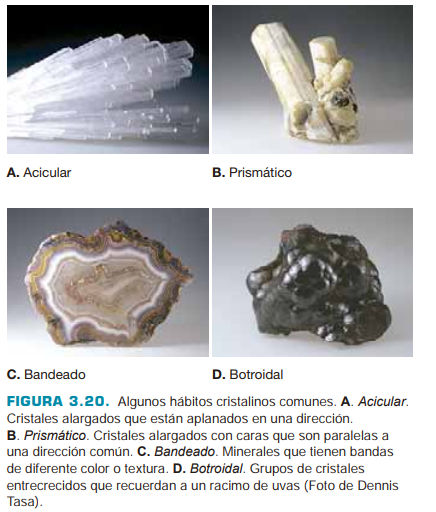 A. Acicular
B. Prismático
C. Bandeado
D. Botroidal
FIGURA 3.20. Algunos hábitos cristalinos comunes. A. Acicular.
Cristales alargados que están aplanados en una dirección.
B. Prismático. Cristales alargados con caras que son paralelas a
una dirección común. C. Bandeado. Minerales que tienen bandas
de diferente color o textura. D. Botroidal. Grupos de cristales
entrecrecidos que recuerdan a un racimo de uvas (Foto de Dennis
Tasa).